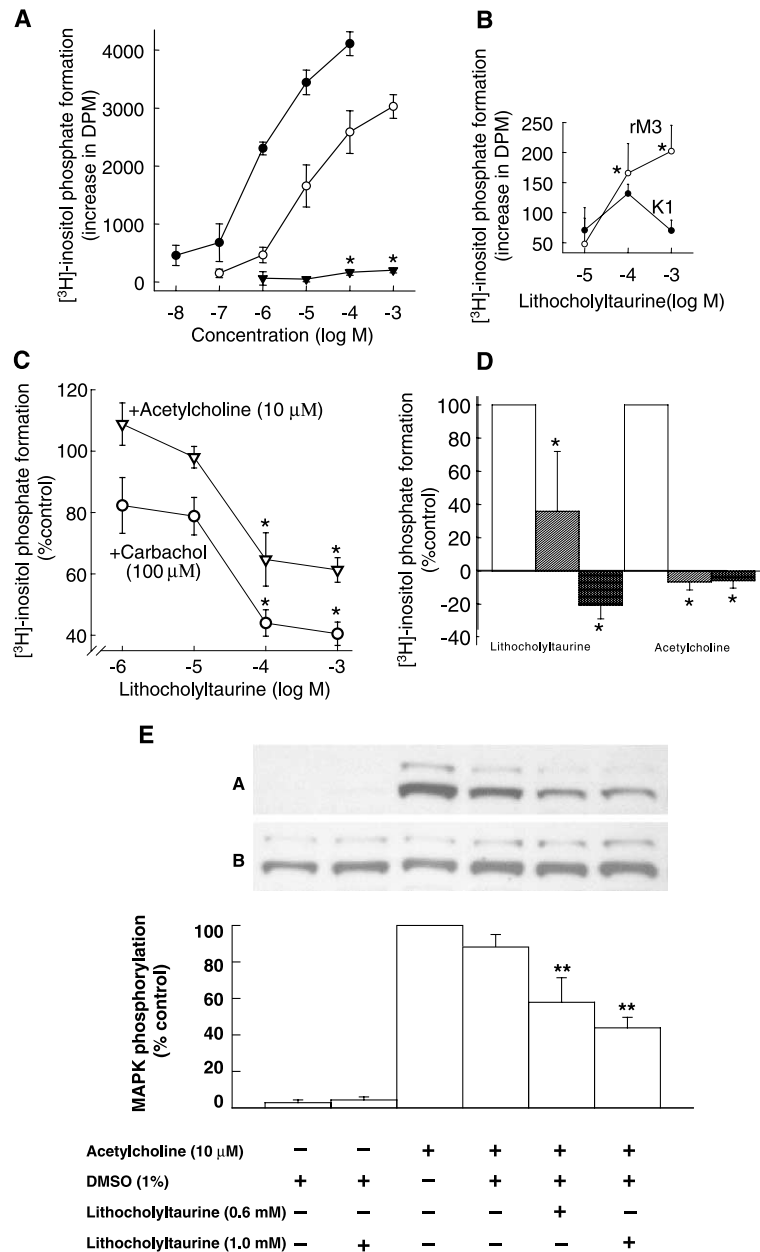 A
[³H]-inositol phosphate formation
(increase in DPM)
4000
3000
2000
1000
0
* *
-8 -7 -6 -5 -4 -3
Concentration (log M)
B
[³H]-inositol phosphate formation
(increase in DPM)
250
200
150
100
50
rM3
* *
K1
-5 -4 -3
Lithocholyltaurine(log M)
C
[³H]-inositol phosphate formation
(%control)
120
100
80
60
40
+Acetylcholine (10 µM)
* *
+Carbachol
(100 µM)
* *
-6 -5 -4 -3
Lithocholyltaurine (log M)
D
[³H]-inositol phosphate formation
(%control)
100
80
60
40
20
0
-20
-40
*
* * *
Lithocholyltaurine Acetylcholine
E
A
B
MAPK phosphorylation
(% control)
100
80
60
40
20
0
** **
Acetylcholine (10 µM) – – + + + +
DMSO (1%) + + – + + +
Lithocholyltaurine (0.6 mM) – – – – + –
Lithocholyltaurine (1.0 mM) – + – – – +